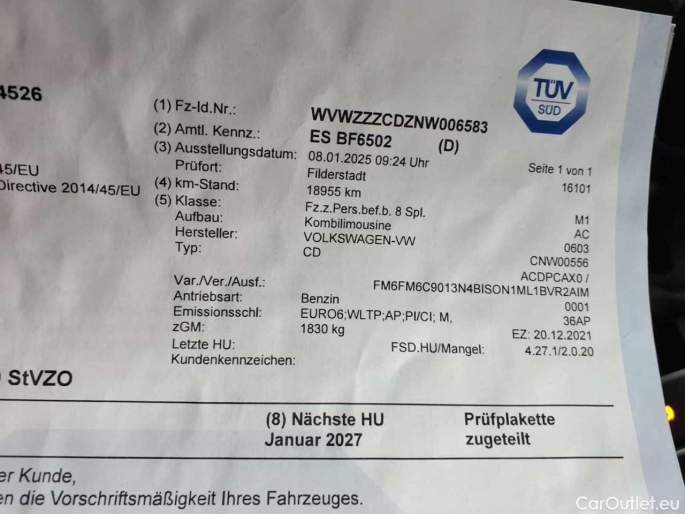 4526
(1) Fz-Id.Nr.: WVWZZZCDZNW006583
(2) Amtl. Kennz.: ES BF6502 (D)
(3) Ausstellungsdatum: 08.01.2025 09:24 Uhr Seite 1 von 1
Prüfort: Filderstadt 16101
(4) km-Stand: 18955 km
(5) Klasse: Fz.z.Pers.bef.b. 8 Spl. M1
Aufbau: Kombilimousine AC
Hersteller: VOLKSWAGEN-VW 0603
Typ: CD CNW00556
Var./Ver./Ausf.: ACDPCAX0 /
FM6FM6C9013N4BISON1ML1BVR2AIM
Antriebsart: Benzin 0001
Emissionsschl: EURO6;WLTP;AP;PI/CI; M, 36AP
zGM: 1830 kg EZ: 20.12.2021
Letzte HU: FSD.HU/Mangel: 4.27.1/2.0.20
Kundenkennzeichen:
45/EU
Directive 2014/45/EU
TÜV
SÜD
StVZO
(8) Nächste HU Prüfplakette
Januar 2027 zugeteilt
er Kunde,
en die Vorschriftsmäßigkeit Ihres Fahrzeuges.
CarOutlet.eu